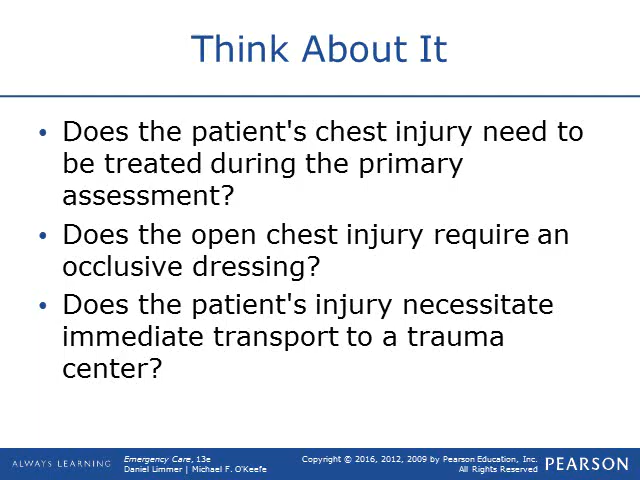 Think About It
• Does the patient's chest injury need to
be treated during the primary
assessment?
• Does the open chest injury require an
occlusive dressing?
• Does the patient's injury necessitate
immediate transport to a trauma
center?
ALWAYS LEARNING
Emergency Care, 13e
Daniel Limmer | Michael F. O'Keefe
Copyright © 2016, 2012, 2009 by Pearson Education, Inc.
All Rights Reserved
PEARSON